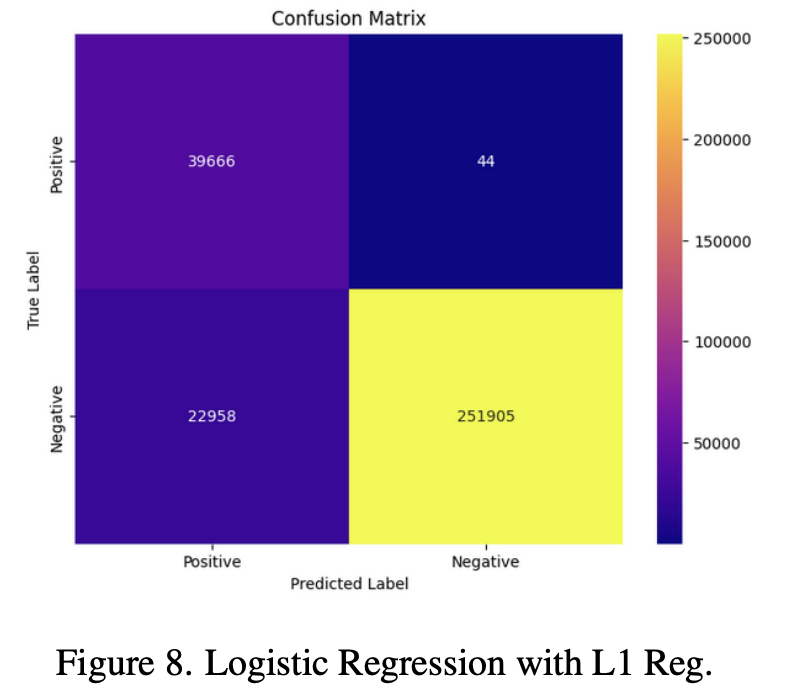 Confusion Matrix
Positive
39666
44
True Label
Negative
22958
251905
Positive
Negative
Predicted Label
250000
200000
150000
100000
50000
Figure 8. Logistic Regression with L1 Reg.